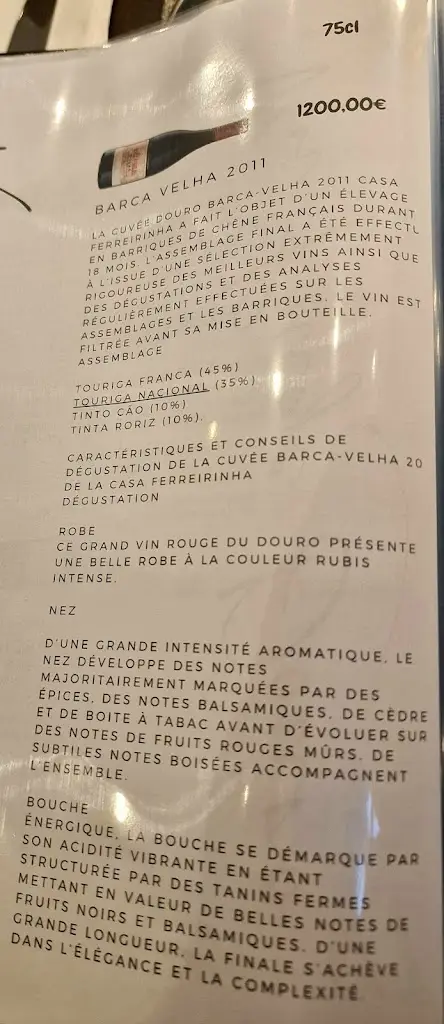 75cl
1200,00€
BARCA VELHA 2011
LA CUVÉE DOURO BARCA-VELHA 2011 CASA
FERREIRINHA A FAIT L'OBJET D'UN ÉLEVAGE
EN BARRIQUES DE CHÊNE FRANÇAIS DURANT
18 MOIS. L'ASSEMBLAGE FINAL A ÉTÉ EFFECTU
À L'ISSUE D'UNE SÉLECTION EXTRÊMEMENT
RIGOUREUSE DES MEILLEURS VINS AINSI QUE
DES DÉGUSTATIONS ET DES ANALYSES
RÉGULIÈREMENT EFFECTUÉES SUR LES
ASSEMBLAGES ET LES BARRIQUES. LE VIN EST
FILTRÉE AVANT SA MISE EN BOUTEILLE.
ASSEMBLAGE
TOURIGA FRANCA (45%)
TOURIGA NACIONAL (35%)
TINTO CÃO (10%)
TINTA RORIZ (10%).
CARACTÉRISTIQUES ET CONSEILS DE
DÉGUSTATION DE LA CUVÉE BARCA-VELHA 20
DE LA CASA FERREIRINHA
DÉGUSTATION
ROBE
CE GRAND VIN ROUGE DU DOURO PRÉSENTE
UNE BELLE ROBE À LA COULEUR RUBIS
INTENSE.
NEZ
D'UNE GRANDE INTENSITÉ AROMATIQUE, LE
NEZ DÉVELOPPE DES NOTES
MAJORITAIREMENT MARQUÉES PAR DES
ÉPICES, DES NOTES BALSAMIQUES, DE CÈDRE
ET DE BOITE À TABAC AVANT D'ÉVOLUER SUR
DES NOTES DE FRUITS ROUGES MÛRS. DE
SUBTILES NOTES BOISÉES ACCOMPAGNENT
L'ENSEMBLE.
BOUCHE
ÉNERGIQUE, LA BOUCHE SE DÉMARQUE PAR
SON ACIDITÉ VIBRANTE EN ÉTANT
STRUCTURÉE PAR DES TANINS FERMES
METTANT EN VALEUR DE BELLES NOTES DE
FRUITS NOIRS ET BALSAMIQUES. D'UNE
GRANDE LONGUEUR, LA FINALE S'ACHÈVE
DANS L'ÉLÉGANCE ET LA COMPLEXITÉ.